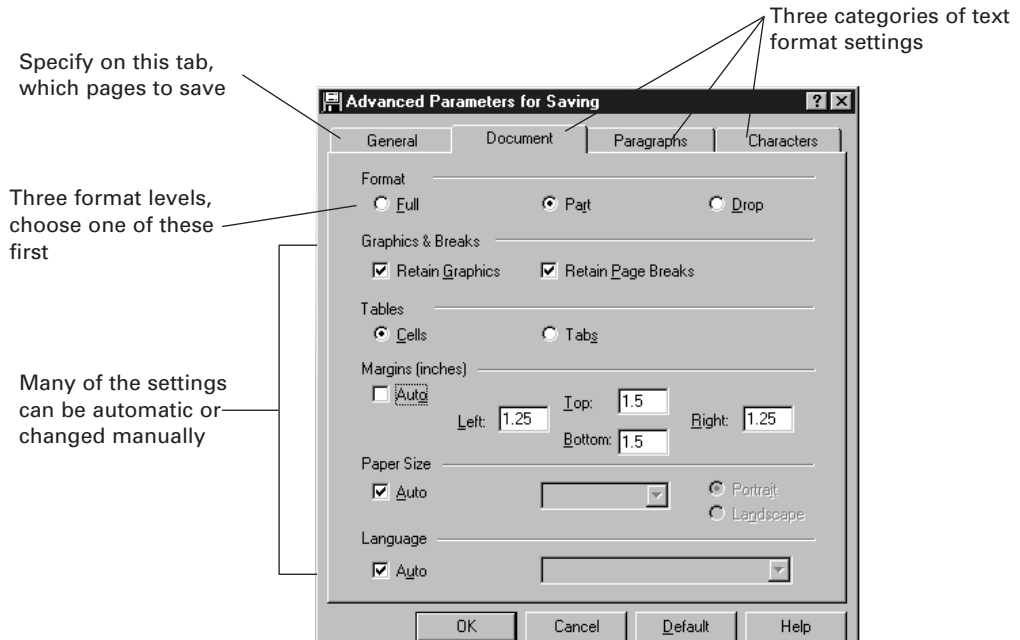 Three categories of text
format settings
Specify on this tab,
which pages to save
Advanced Parameters for Saving
General Document Paragraphs Characters
Three format levels,
choose one of these
first
Format
Full Part Drop
Graphics & Breaks
Retain Graphics Retain Page Breaks
Tables
Cells Tabs
Many of the settings
can be automatic or
changed manually
Margins (inches)
Auto
Left: 1.25 Top: 1.5 Right: 1.25
Bottom: 1.5
Paper Size
Auto Portrait
Landscape
Language
Auto
OK Cancel Default Help